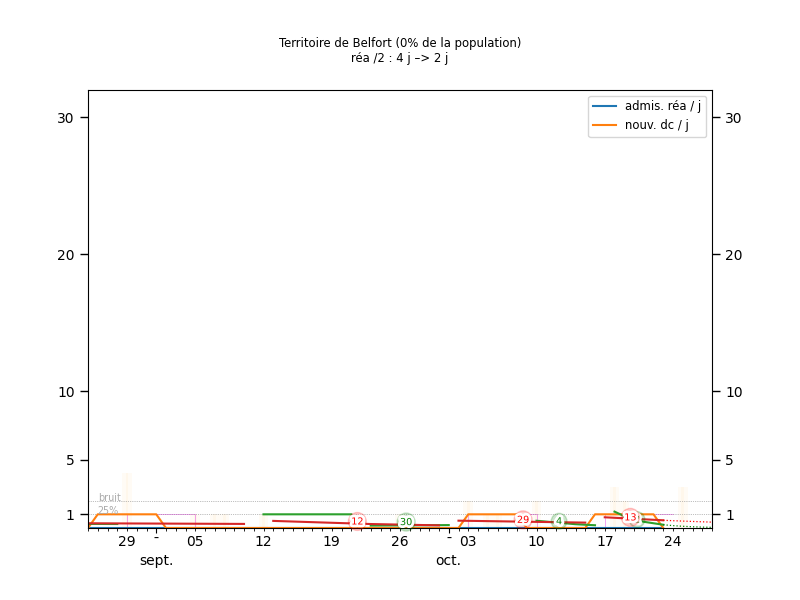 Territoire de Belfort (0% de la population)
réa /2 : 4 j –> 2 j
admis. réa / j
nouv. dc / j
30 30
20 20
10 10
5 5
bruit
25%
1 1
12 30 29 4 13
29 - 05 12 19 26 - 03 10 17 24
sept. oct.